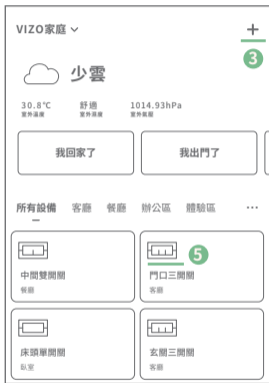 VIZO家庭
+
3
少雲
30.8℃ 舒適 1014.93hPa
室外溫度 室外濕度 室外氣壓
我回家了 我出門了
所有設備 客廳 餐廳 辦公區 體驗區 ...
5
中間雙開關 門口三開關
餐廳 客廳
床頭單開關 玄關三開關
臥室 客廳